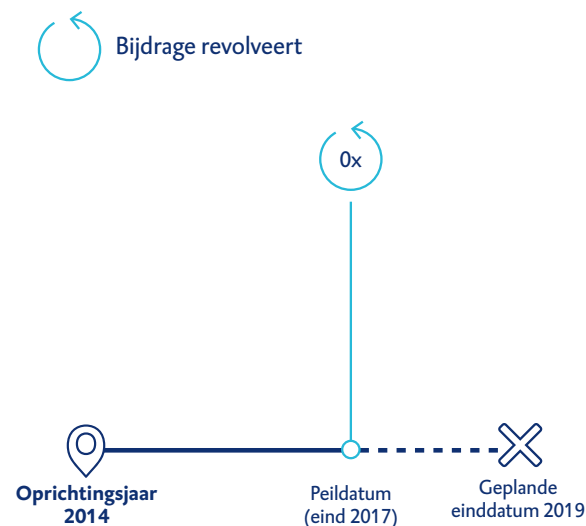 Bijdrage revolveert
0x
Oprichtingsjaar
2014
Peildatum
(eind 2017)
Geplande
einddatum 2019